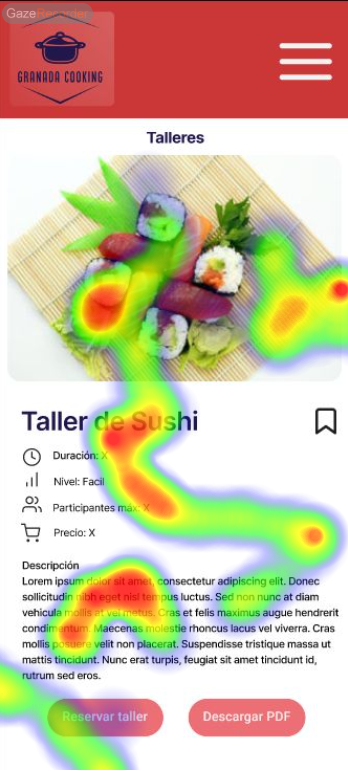 GazeRecorder
GRANADA COOKING
Talleres
Taller de Sushi
Duración: X
Nivel: Facil
Participantes máx: X
Precio: X
Descripción
Lorem ipsum dolor sit amet, consectetur adipiscing elit. Donec
sollicitudin nibh eget nisl tempus luctus. Sed non nunc at diam
vehicula mollis at vel metus. Cras et felis maximus augue hendrerit
condimentum. Maecenas molestie rhoncus lacus vel viverra. Cras
mollis posuere velit non placerat. Suspendisse tristique massa ut
mattis tincidunt. Nunc erat turpis, feugiat sit amet tincidunt id,
rutrum sed eros.
Reservar taller
Descargar PDF